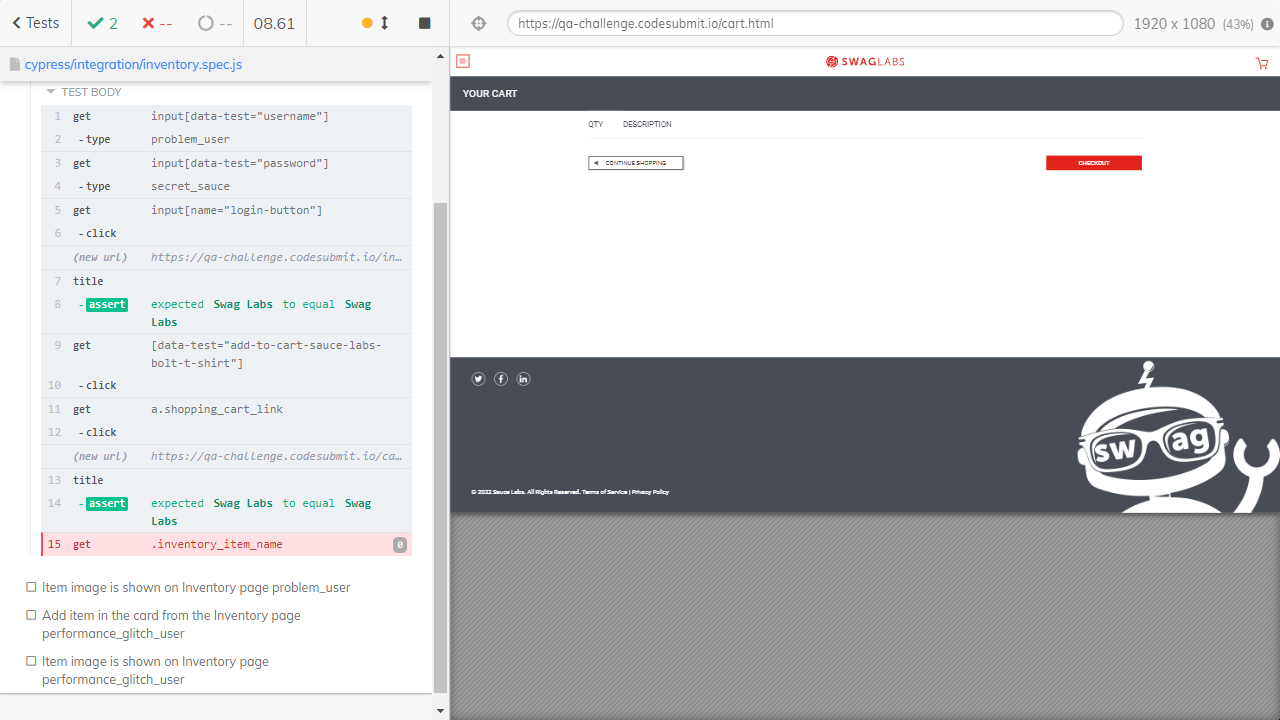 Tests
2
--
--
08.61
https://qa-challenge.codesubmit.io/cart.html
1920 x 1080 (43%)
cypress/integration/inventory.spec.js
TEST BODY
1 get input[data-test="username"]
2 -type problem_user
3 get input[data-test="password"]
4 -type secret_sauce
5 get input[name="login-button"]
6 -click
(new url) https://qa-challenge.codesubmit.io/in…
7 title
8 -assert expected Swag Labs to equal Swag
Labs
9 get [data-test="add-to-cart-sauce-labs-
bolt-t-shirt"]
10 -click
11 get a.shopping_cart_link
12 -click
(new url) https://qa-challenge.codesubmit.io/ca…
13 title
14 -assert expected Swag Labs to equal Swag
Labs
15 get .inventory_item_name 0
Item image is shown on Inventory page problem_user
Add item in the card from the Inventory page
performance_glitch_user
Item image is shown on Inventory page
performance_glitch_user
SWAGLABS
YOUR CART
QTY DESCRIPTION
CONTINUE SHOPPING
CHECKOUT
sw ag
© 2022 Sauce Labs. All Rights Reserved. Terms of Service | Privacy Policy